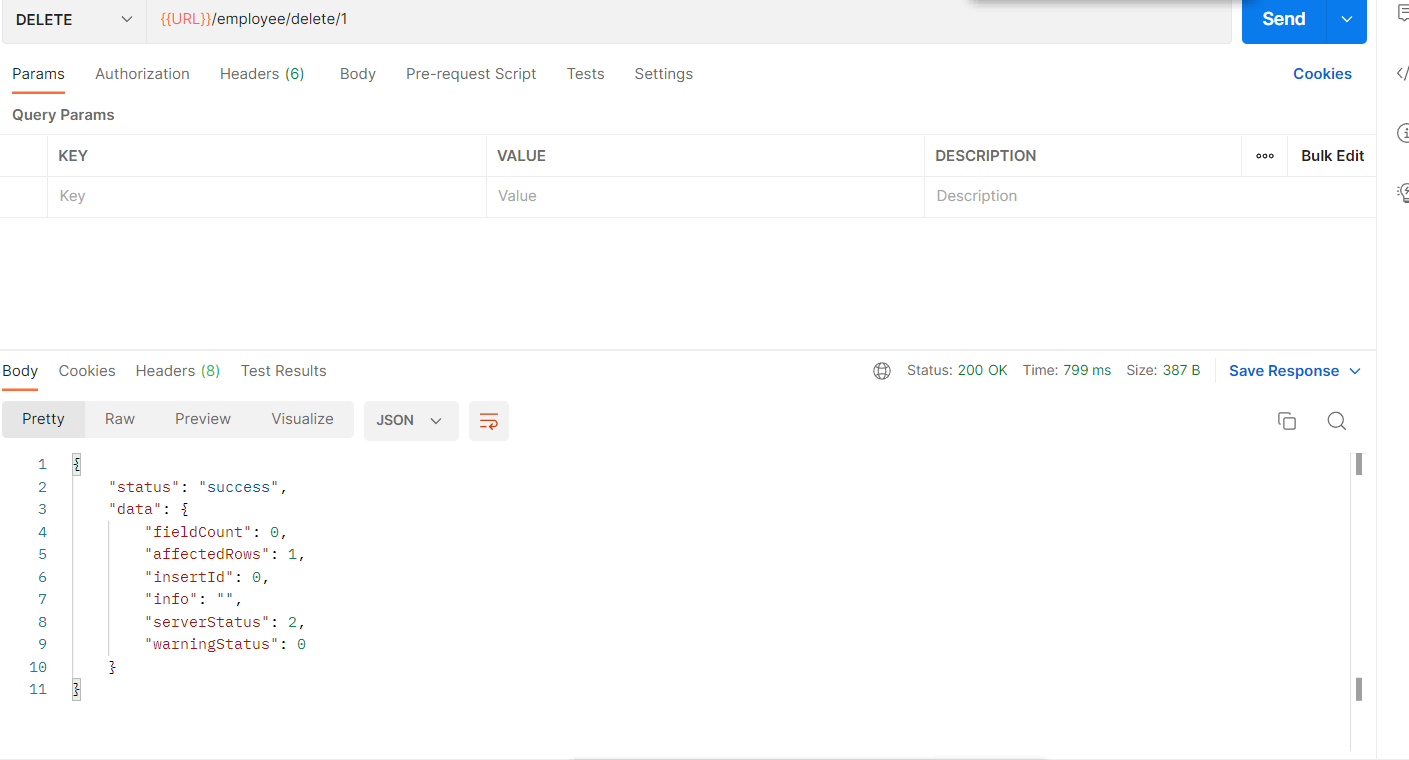 DELETE {{URL}}/employee/delete/1 Send
Params Authorization Headers (6) Body Pre-request Script Tests Settings Cookies
Query Params
KEY VALUE DESCRIPTION Bulk Edit
Key Value Description
Body Cookies Headers (8) Test Results Status: 200 OK Time: 799 ms Size: 387 B Save Response
Pretty Raw Preview Visualize JSON
1 {
2 "status": "success",
3 "data": {
4 "fieldCount": 0,
5 "affectedRows": 1,
6 "insertId": 0,
7 "info": "",
8 "serverStatus": 2,
9 "warningStatus": 0
10 }
11 }